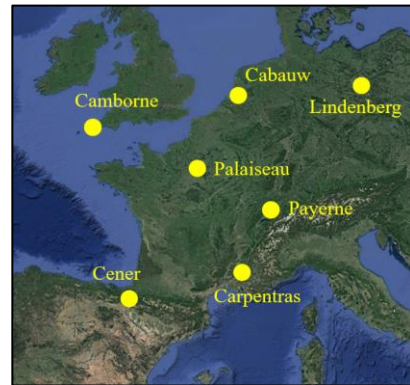 Cabauw
Camborne
Lindenberg
Palaiseau
Payerne
Cener
Carpentras